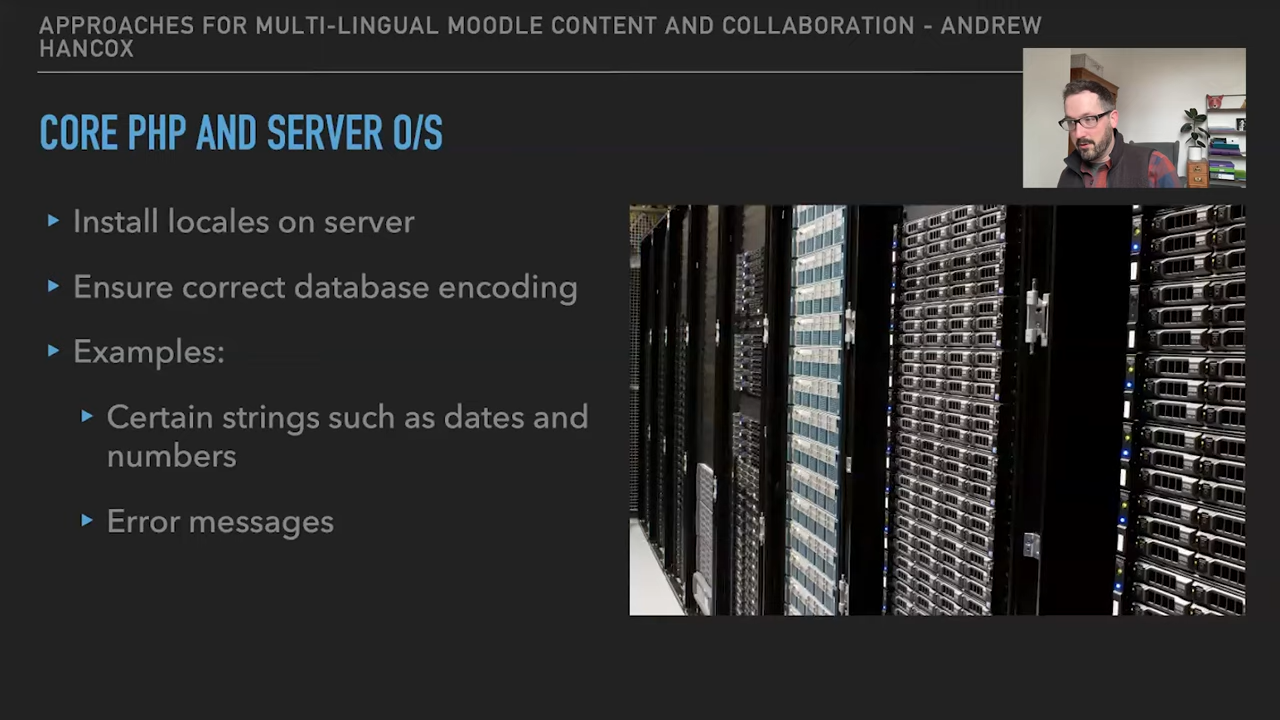 APPROACHES FOR MULTI-LINGUAL MOODLE CONTENT AND COLLABORATION - ANDREW
HANCOX
CORE PHP AND SERVER O/S
Install locales on server
Ensure correct database encoding
Examples:
Certain strings such as dates and
numbers
Error messages